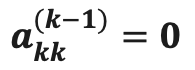 a_{kk}^{(k-1)} = 0